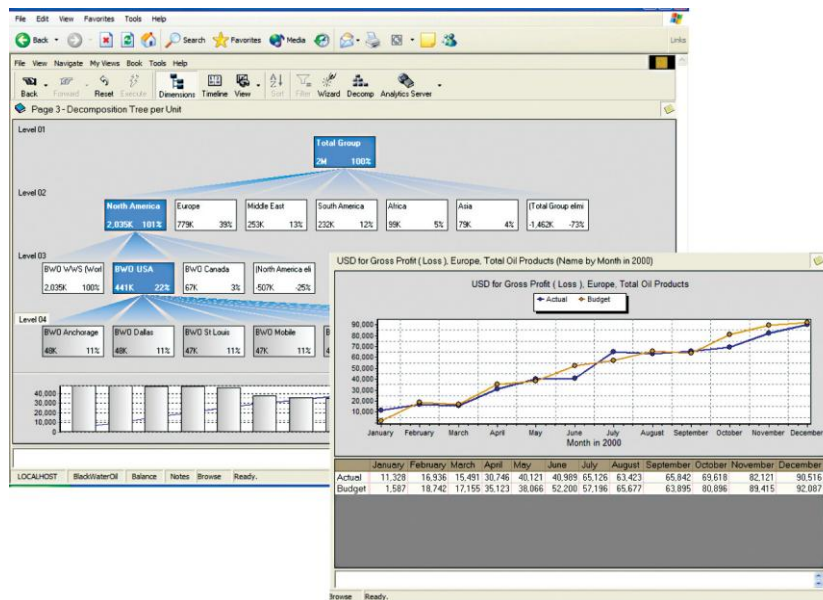 File Edit View Favorites Tools Help
Back Search Favorites Media Links
File View Navigate My Views Book Tools Help
Back Forward Reset Execute Dimensions Timeline View Sort Filter Wizard Decomp Analytics Server
Page 3 - Decomposition Tree per Unit
Level 01
Total Group
2M 100%
Level 02
North America Europe Middle East South America Africa Asia (Total Group elimi
2,035K 101% 779K 39% 253K 13% 232K 12% 99K 5% 79K 4% -1,462K -73%
Level 03
BWO WWS (Worl BWO USA BWO Canada (North America eli
2,035K 100% 441K 22% 67K 3% -507K -25%
Level 04
BWO Anchorage BWO Dallas BWO St Louis BWO Mobile
48K 11% 48K 11% 47K 11% 47K 11% 4
40,000
30,000
20,000
10,000
0
LOCALHOST BlackWaterOil Balance Notes Browse Ready.
USD for Gross Profit ( Loss ), Europe, Total Oil Products (Name by Month in 2000)
USD for Gross Profit ( Loss ), Europe, Total Oil Products
Actual Budget
90,000
80,000
70,000
60,000
50,000
40,000
30,000
20,000
10,000
January February March April May June July August September October November December
Month in 2000
January February March April May June July August September October November December
Actual 11,328 16,936 15,491 30,746 40,121 40,989 65,126 63,423 65,842 69,618 82,121 90,516
Budget 1,587 18,742 17,155 35,123 38,066 52,200 57,196 65,677 63,895 80,896 89,415 92,087
Browse Ready.